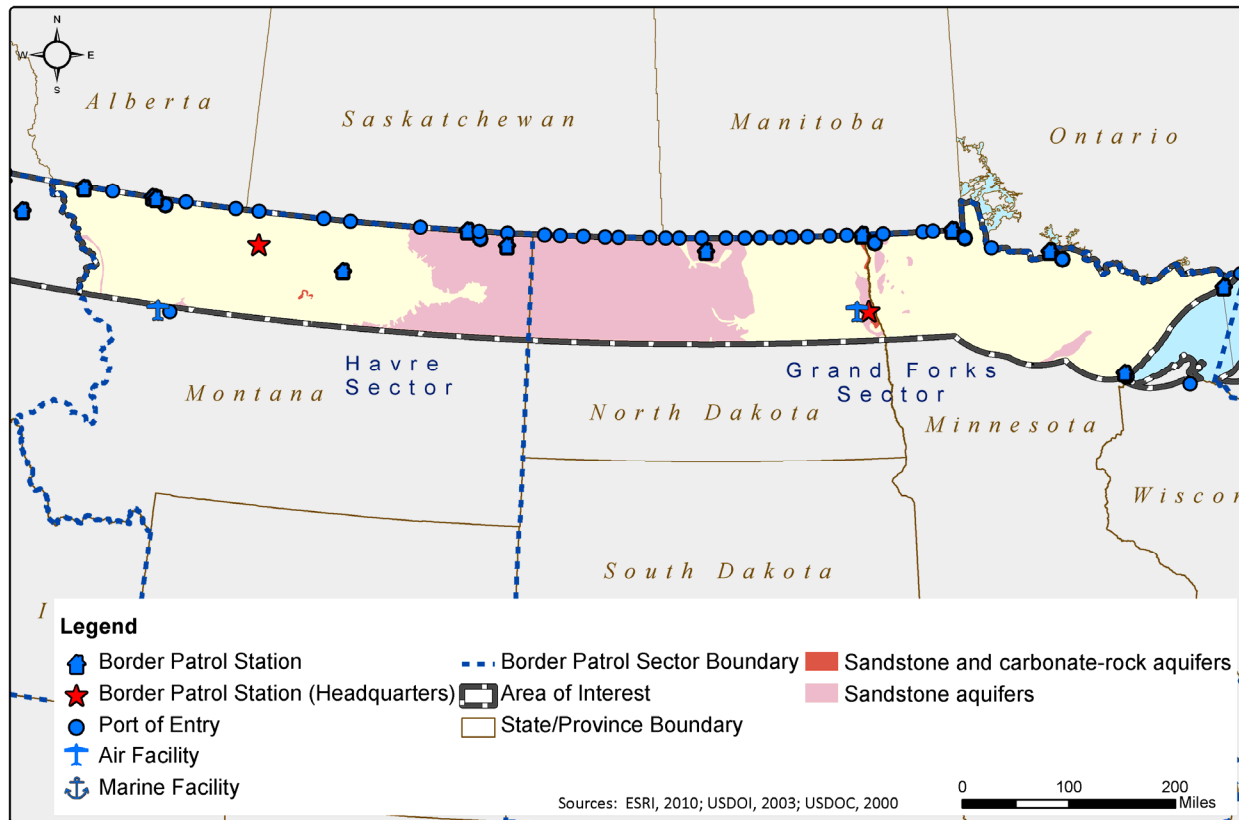 N
W E
S
Alberta
Saskatchewan
Manitoba
Ontario
Havre
Sector
Montana
Grand Forks
Sector
North Dakota
Minnesota
Wiscon
South Dakota
I
Legend
Border Patrol Station
Border Patrol Station (Headquarters)
Port of Entry
Air Facility
Marine Facility
Border Patrol Sector Boundary
Area of Interest
State/Province Boundary
Sandstone and carbonate-rock aquifers
Sandstone aquifers
Sources: ESRI, 2010; USDOI, 2003; USDOC, 2000
0 100 200
Miles